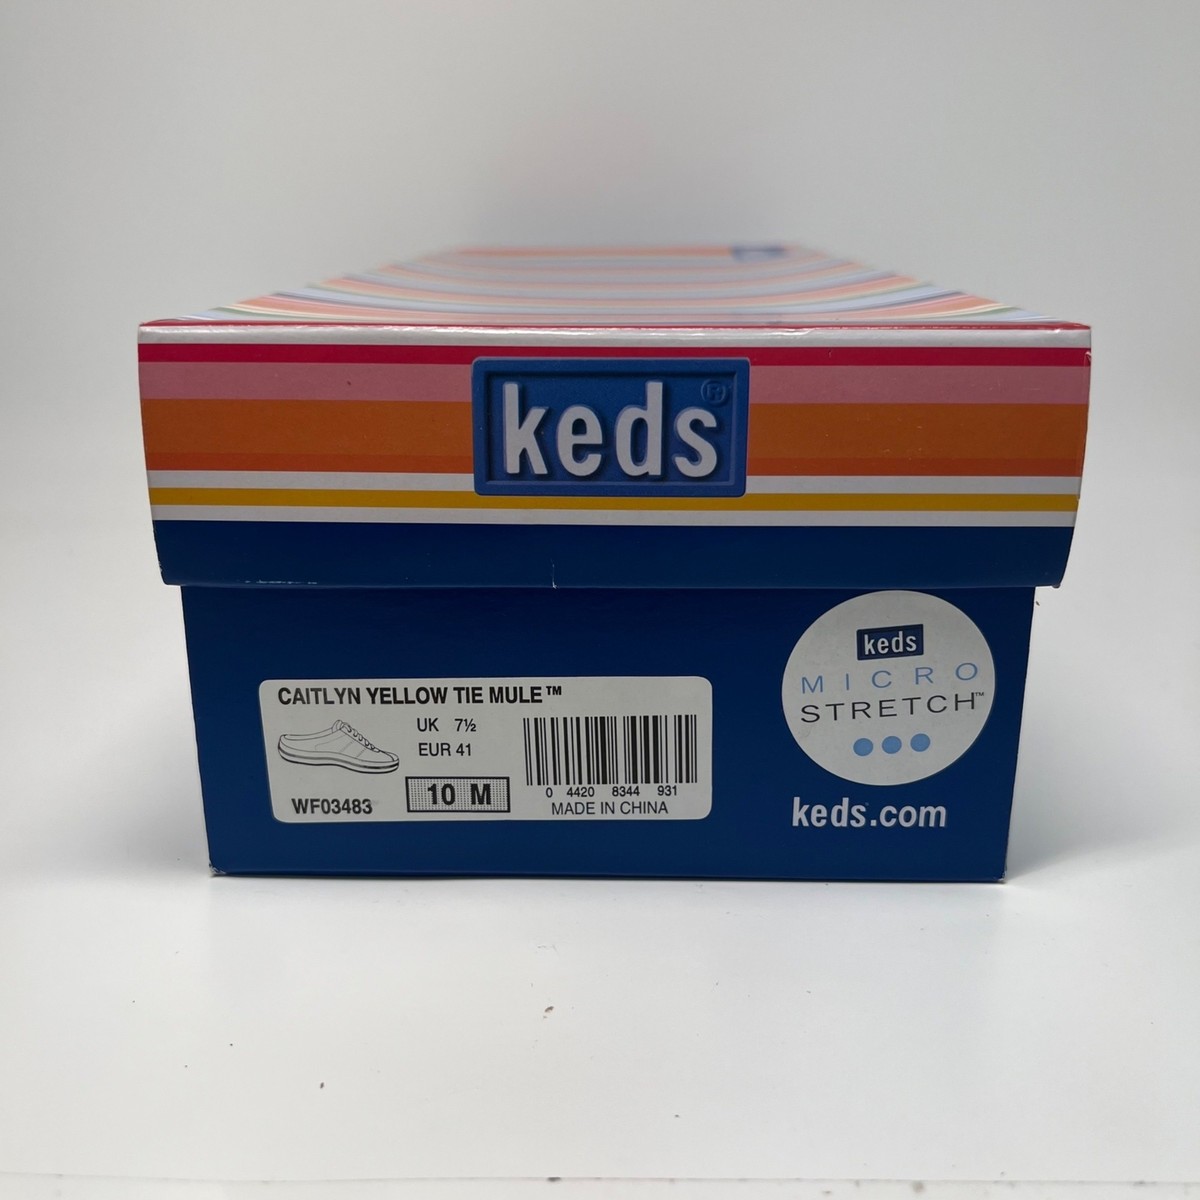 keds®
CAITLYN YELLOW TIE MULE™
UK 7½
EUR 41
WF03483
10 M
0 4420 8344 931
MADE IN CHINA
keds
MICRO
STRETCH™
keds.com